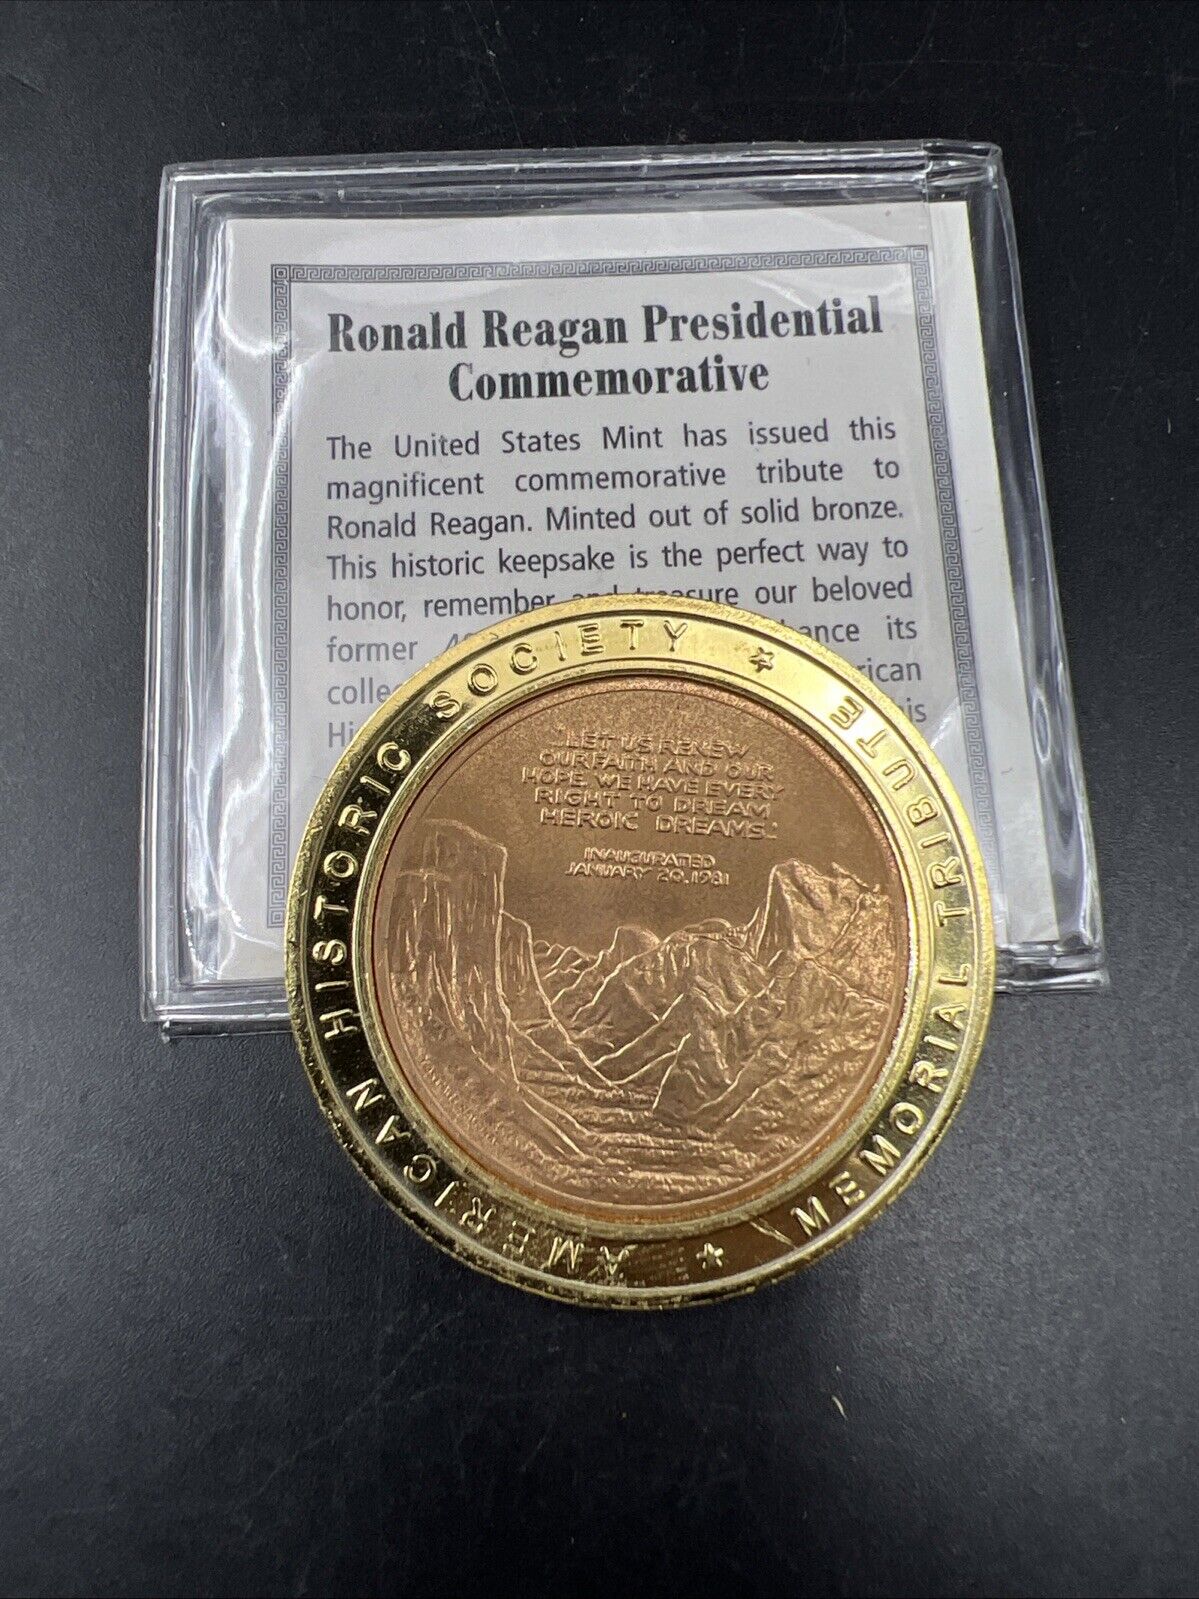 Ronald Reagan Presidential
Commemorative
The United States Mint has issued this
magnificent commemorative tribute to
Ronald Reagan. Minted out of solid bronze.
This historic keepsake is the perfect way to
honor, remember and treasure our beloved
former its
AMERICAN HISTORIC SOCIETY ★ MEMORIAL TRIBUTE ★
"LET US RENEW
OUR FAITH AND OUR
HOPE. WE HAVE EVERY
RIGHT TO DREAM
HEROIC DREAMS."
INAUGURATED
JANUARY 20, 1981